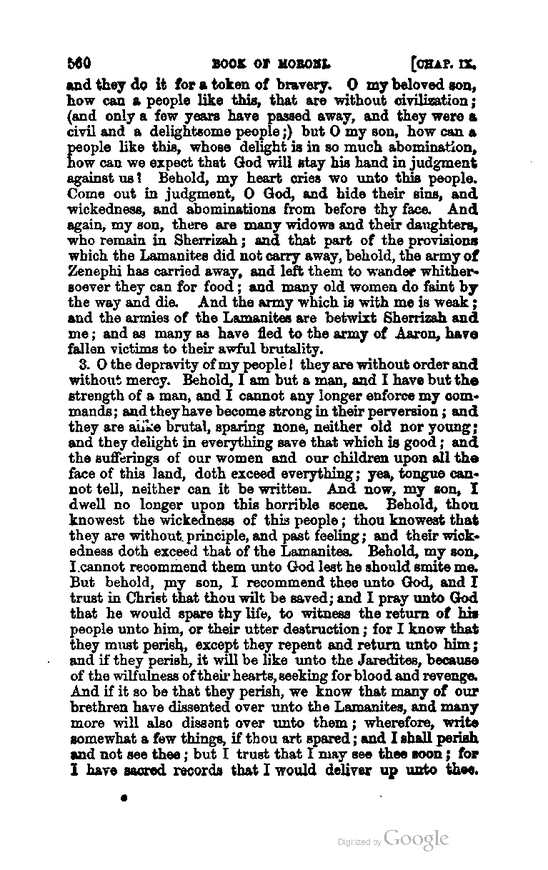 560 BOOK OF MORONI. [CHAP. IX.
and they do it for a token of bravery. O my beloved son,
how can a people like this, that are without civilization;
(and only a few years have passed away, and they were a
civil and a delightsome people;) but O my son, how can a
people like this, whose delight is in so much abomination,
how can we expect that God will stay his hand in judgment
against us? Behold, my heart cries wo unto this people.
Come out in judgment, O God, and hide their sins, and
wickedness, and abominations from before thy face. And
again, my son, there are many widows and their daughters,
who remain in Sherrizah; and that part of the provisions
which the Lamanites did not carry away, behold, the army of
Zenephi has carried away, and left them to wander whither-
soever they can for food; and many old women do faint by
the way and die. And the army which is with me is weak;
and the armies of the Lamanites are betwixt Sherrizah and
me; and as many as have fled to the army of Aaron, have
fallen victims to their awful brutality.
3. O the depravity of my people! they are without order and
without mercy. Behold, I am but a man, and I have but the
strength of a man, and I cannot any longer enforce my com-
mands; and they have become strong in their perversion; and
they are alike brutal, sparing none, neither old nor young;
and they delight in everything save that which is good; and
the sufferings of our women and our children upon all the
face of this land, doth exceed everything; yea, tongue can-
not tell, neither can it be written. And now, my son, I
dwell no longer upon this horrible scene. Behold, thou
knowest the wickedness of this people; thou knowest that
they are without principle, and past feeling; and their wick-
edness doth exceed that of the Lamanites. Behold, my son,
I cannot recommend them unto God lest he should smite me.
But behold, my son, I recommend thee unto God, and I
trust in Christ that thou wilt be saved; and I pray unto God
that he would spare thy life, to witness the return of his
people unto him, or their utter destruction; for I know that
they must perish, except they repent and return unto him;
and if they perish, it will be like unto the Jaredites, because
of the wilfulness of their hearts, seeking for blood and revenge.
And if it so be that they perish, we know that many of our
brethren have dissented over unto the Lamanites, and many
more will also dissent over unto them; wherefore, write
somewhat a few things, if thou art spared; and I shall perish
and not see thee; but I trust that I may see thee soon; for
I have sacred records that I would deliver up unto thee.
Digitized by Google